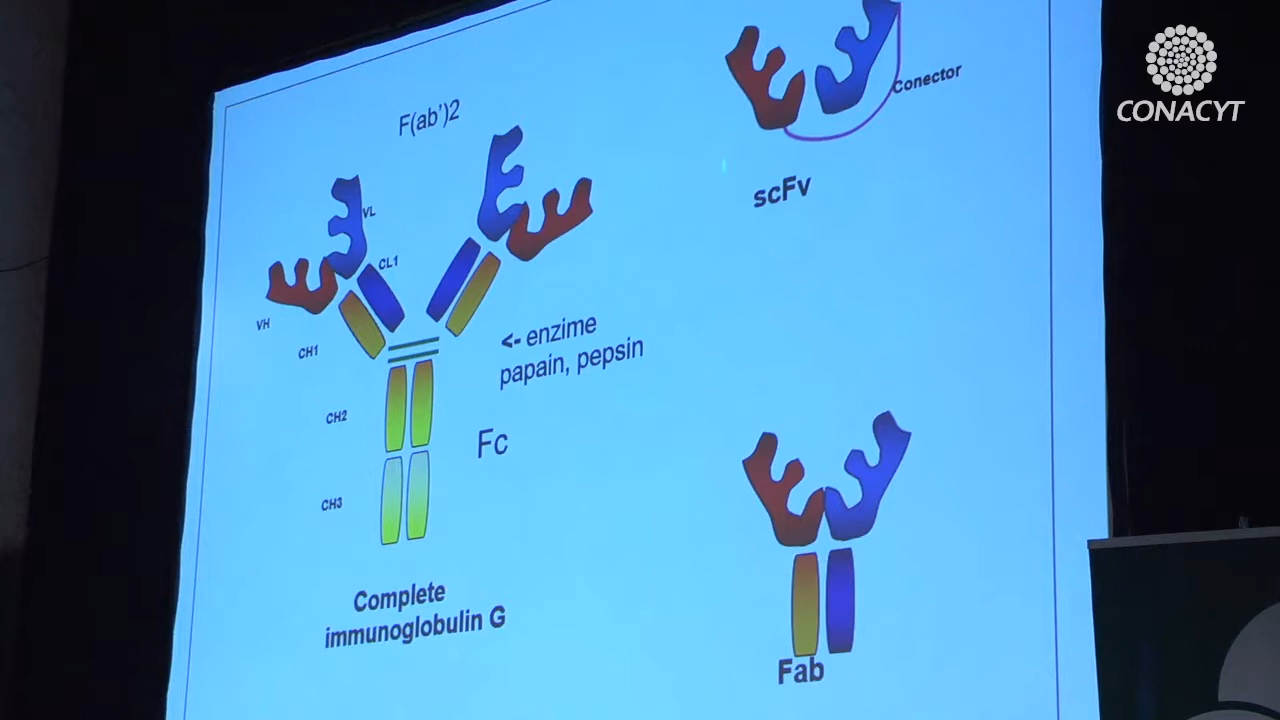 F(ab')2
VL
CL1
VH
CH1
<- enzime
papain, pepsin
CH2
Fc
CH3
Complete
immunoglobulin G
Conector
scFv
Fab
CONACYT